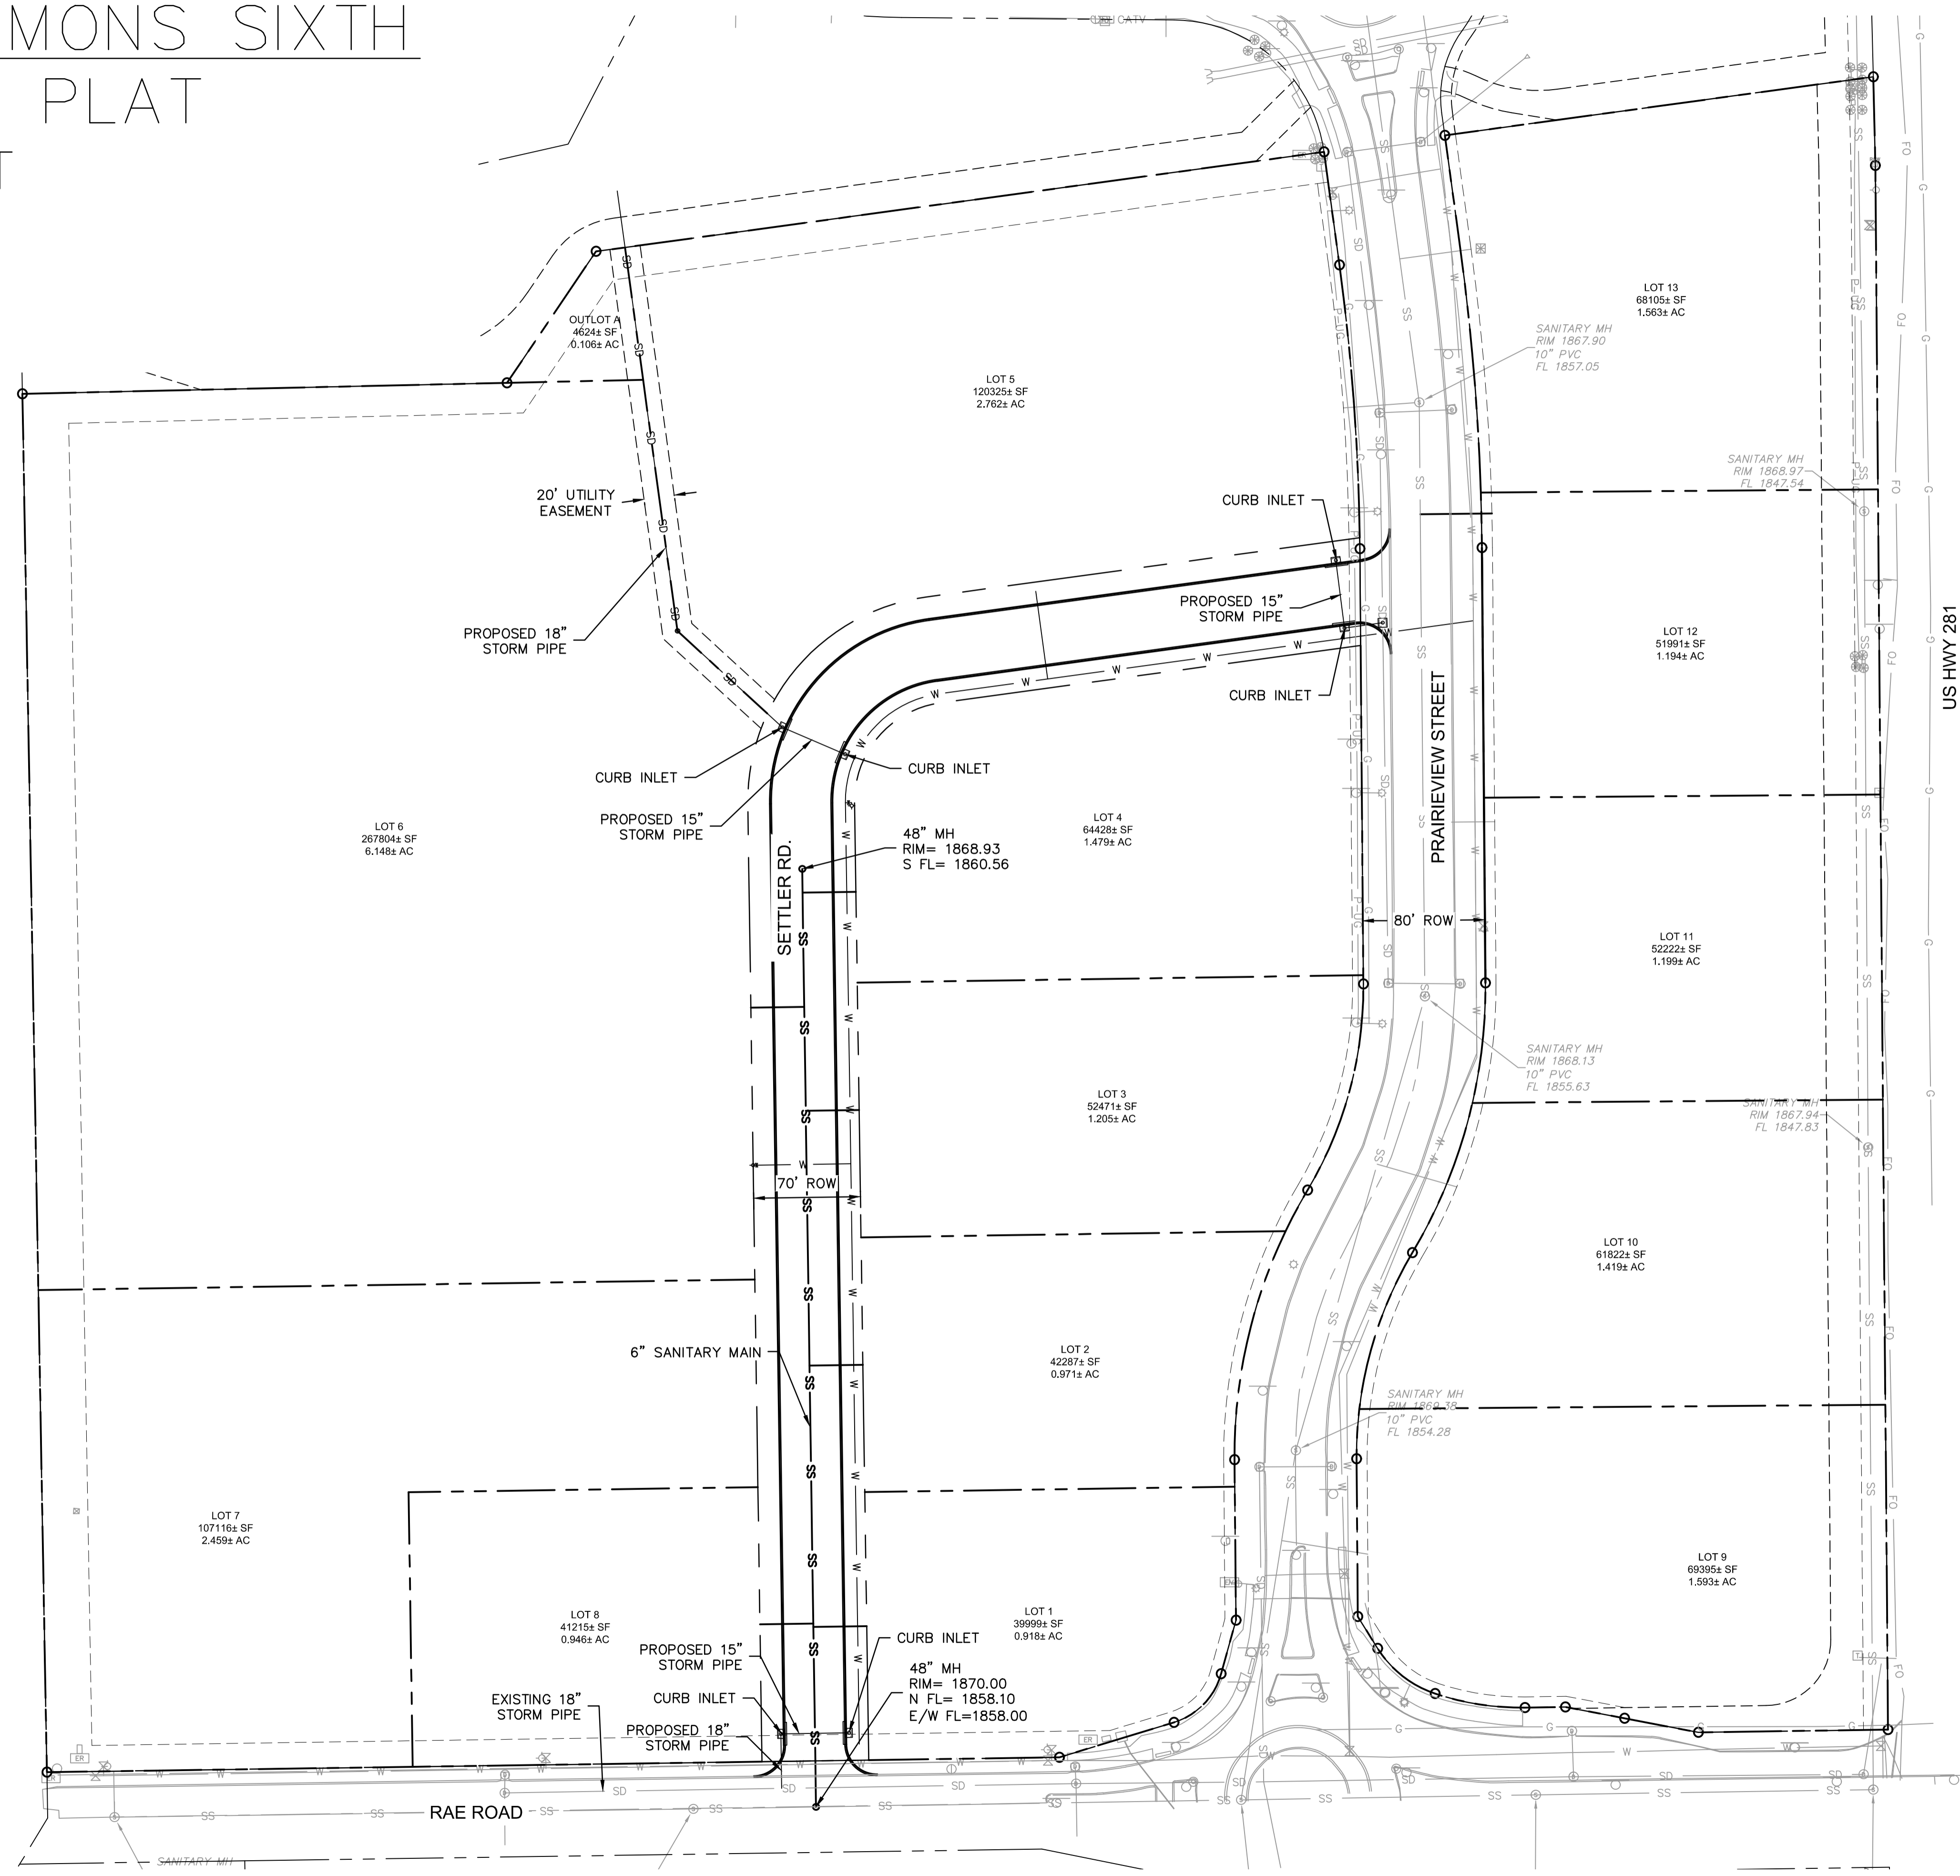 MONS SIXTH
PLAT
CATV
OUTLOT A
4624± SF
0.106± AC
LOT 5
120325± SF
2.762± AC
LOT 13
68105± SF
1.563± AC
SANITARY MH
RIM 1867.90
10" PVC
FL 1857.05
SANITARY MH
RIM 1868.97
FL 1847.54
20' UTILITY
EASEMENT
CURB INLET
PROPOSED 15"
STORM PIPE
PROPOSED 18"
STORM PIPE
LOT 12
51991± SF
1.194± AC
US HWY 281
CURB INLET
PRAIRIEVIEW STREET
CURB INLET
CURB INLET
PROPOSED 15"
STORM PIPE
LOT 6
267804± SF
6.148± AC
LOT 4
64428± SF
1.479± AC
48" MH
RIM= 1868.93
S FL= 1860.56
SETTLER RD.
80' ROW
LOT 11
52222± SF
1.199± AC
SANITARY MH
RIM 1868.13
10" PVC
FL 1855.63
LOT 3
52471± SF
1.205± AC
SANITARY MH
RIM 1867.94
FL 1847.83
70' ROW
LOT 10
61822± SF
1.419± AC
6" SANITARY MAIN
LOT 2
42287± SF
0.971± AC
SANITARY MH
RIM 1869.38
10" PVC
FL 1854.28
LOT 7
107116± SF
2.459± AC
LOT 9
69395± SF
1.593± AC
LOT 8
41215± SF
0.946± AC
LOT 1
39999± SF
0.918± AC
PROPOSED 15"
STORM PIPE
CURB INLET
48" MH
RIM= 1870.00
N FL= 1858.10
E/W FL=1858.00
EXISTING 18"
STORM PIPE
CURB INLET
PROPOSED 18"
STORM PIPE
RAE ROAD
SANITARY MH